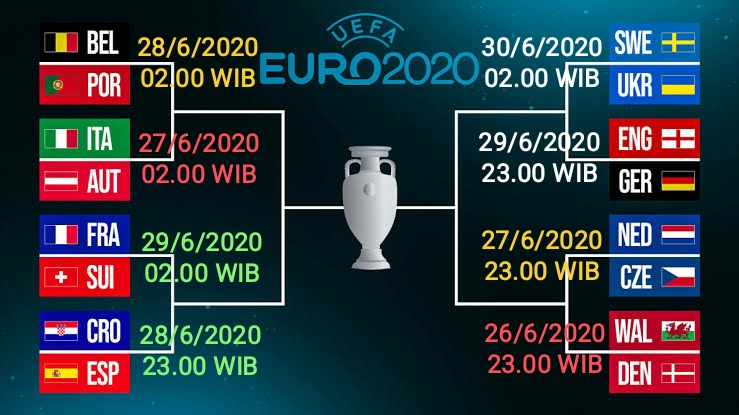 UEFA
EURO2020
BEL
28/6/2020
POR
02.00 WIB
ITA
27/6/2020
AUT
02.00 WIB
FRA
29/6/2020
SUI
02.00 WIB
CRO
28/6/2020
ESP
23.00 WIB
30/6/2020
SWE
02.00 WIB
UKR
29/6/2020
ENG
23.00 WIB
GER
27/6/2020
NED
23.00 WIB
CZE
26/6/2020
WAL
23.00 WIB
DEN